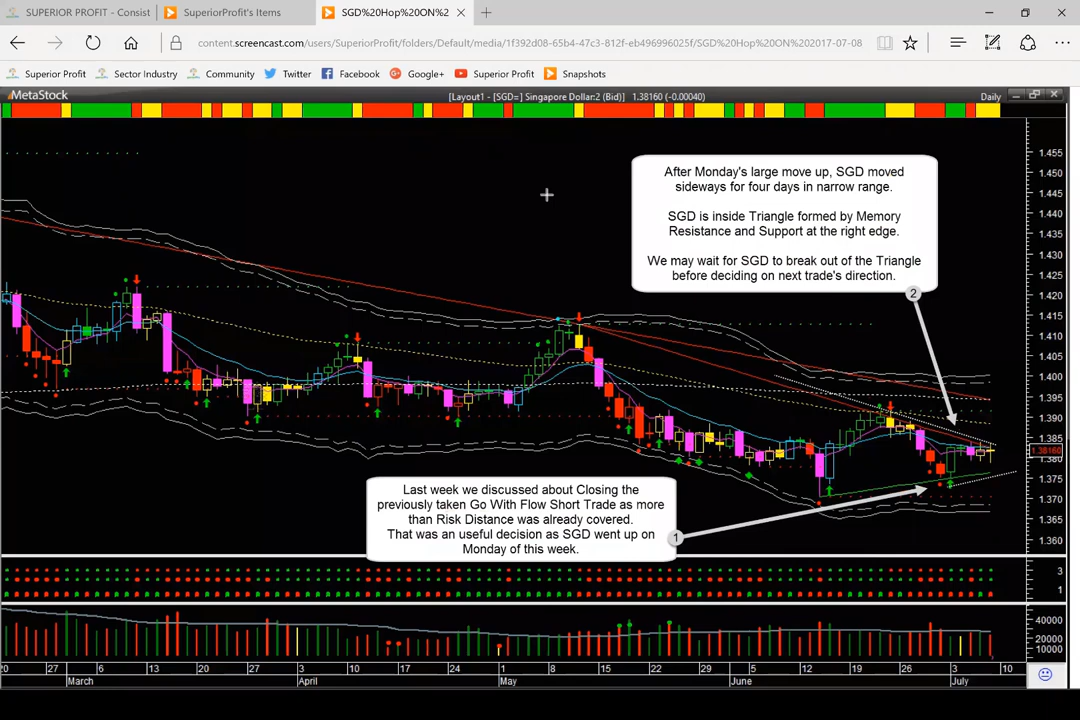 SUPERIOR PROFIT - Consist
SuperiorProfit's Items
SGD%20Hop%20ON%2
content.screencast.com/users/SuperiorProfit/folders/Default/media/1f392d08-65b4-47c3-812f-eb496996025f/SGD%20Hop%20ON%202017-07-08
Superior Profit
Sector Industry
Community
Twitter
Facebook
Google+
Superior Profit
Snapshots
MetaStock
[Layout1 - [SGD=] Singapore Dollar:2 (Bid)] 1.38160 (-0.00040)
Daily
After Monday's large move up, SGD moved
sideways for four days in narrow range.
SGD is inside Triangle formed by Memory
Resistance and Support at the right edge.
We may wait for SGD to break out of the Triangle
before deciding on next trade's direction.
2
Last week we discussed about Closing the
previously taken Go With Flow Short Trade as more
than Risk Distance was already covered.
That was an useful decision as SGD went up on
Monday of this week.
1
1.455
1.450
1.445
1.440
1.435
1.430
1.425
1.420
1.415
1.410
1.405
1.400
1.395
1.390
1.385
1.38160
1.380
1.375
1.370
1.365
1.360
3
1
40000
20000
10000
20 27 6 13 20 27 3 10 17 24 1 8 15 22 29 5 12 19 26 3 10
March April May June July